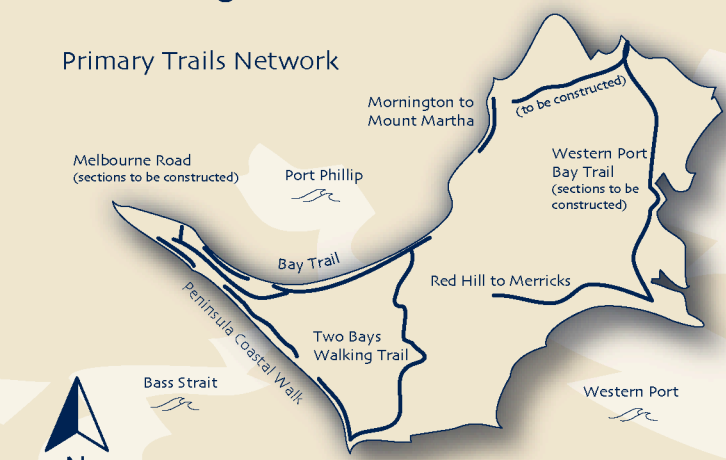 Primary Trails Network
Mornington to
Mount Martha
(to be constructed)
Melbourne Road
(sections to be constructed)
Port Phillip
Western Port
Bay Trail
(sections to be
constructed)
Bay Trail
Red Hill to Merricks
Peninsula Coastal Walk
Two Bays
Walking Trail
Bass Strait
Western Port
N